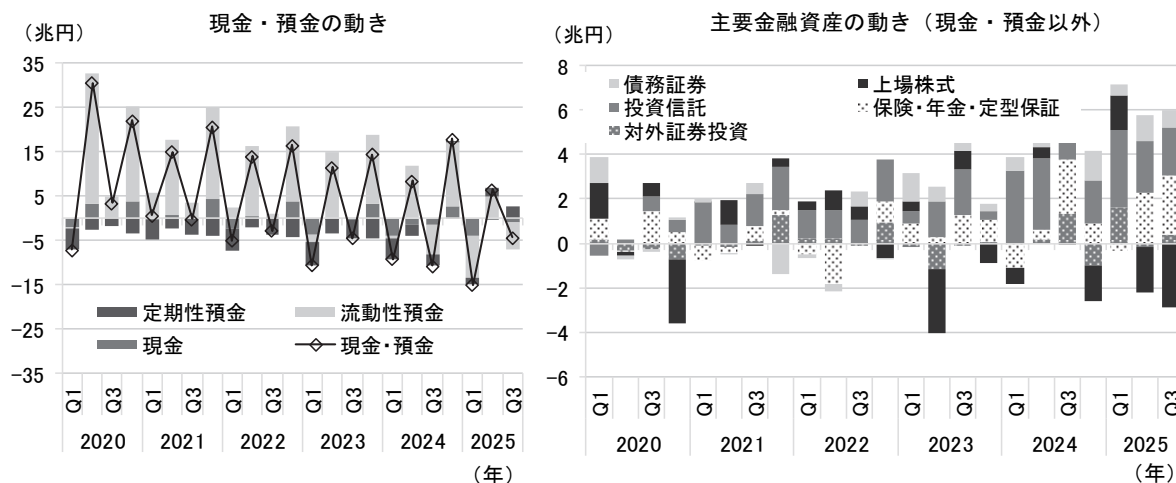 現金・預金の動き
（兆円）
35
25
15
5
−5
−15
−25
−35
定期性預金 流動性預金
現金 現金・預金
Q1 Q3 Q1 Q3 Q1 Q3 Q1 Q3 Q1 Q3 Q1 Q3
2020 2021 2022 2023 2024 2025
（年）
主要金融資産の動き（現金・預金以外）
（兆円）
8
6
4
2
0
−2
−4
−6
債務証券 上場株式
投資信託 保険・年金・定型保証
対外証券投資
Q1 Q3 Q1 Q3 Q1 Q3 Q1 Q3 Q1 Q3 Q1 Q3
2020 2021 2022 2023 2024 2025
（年）